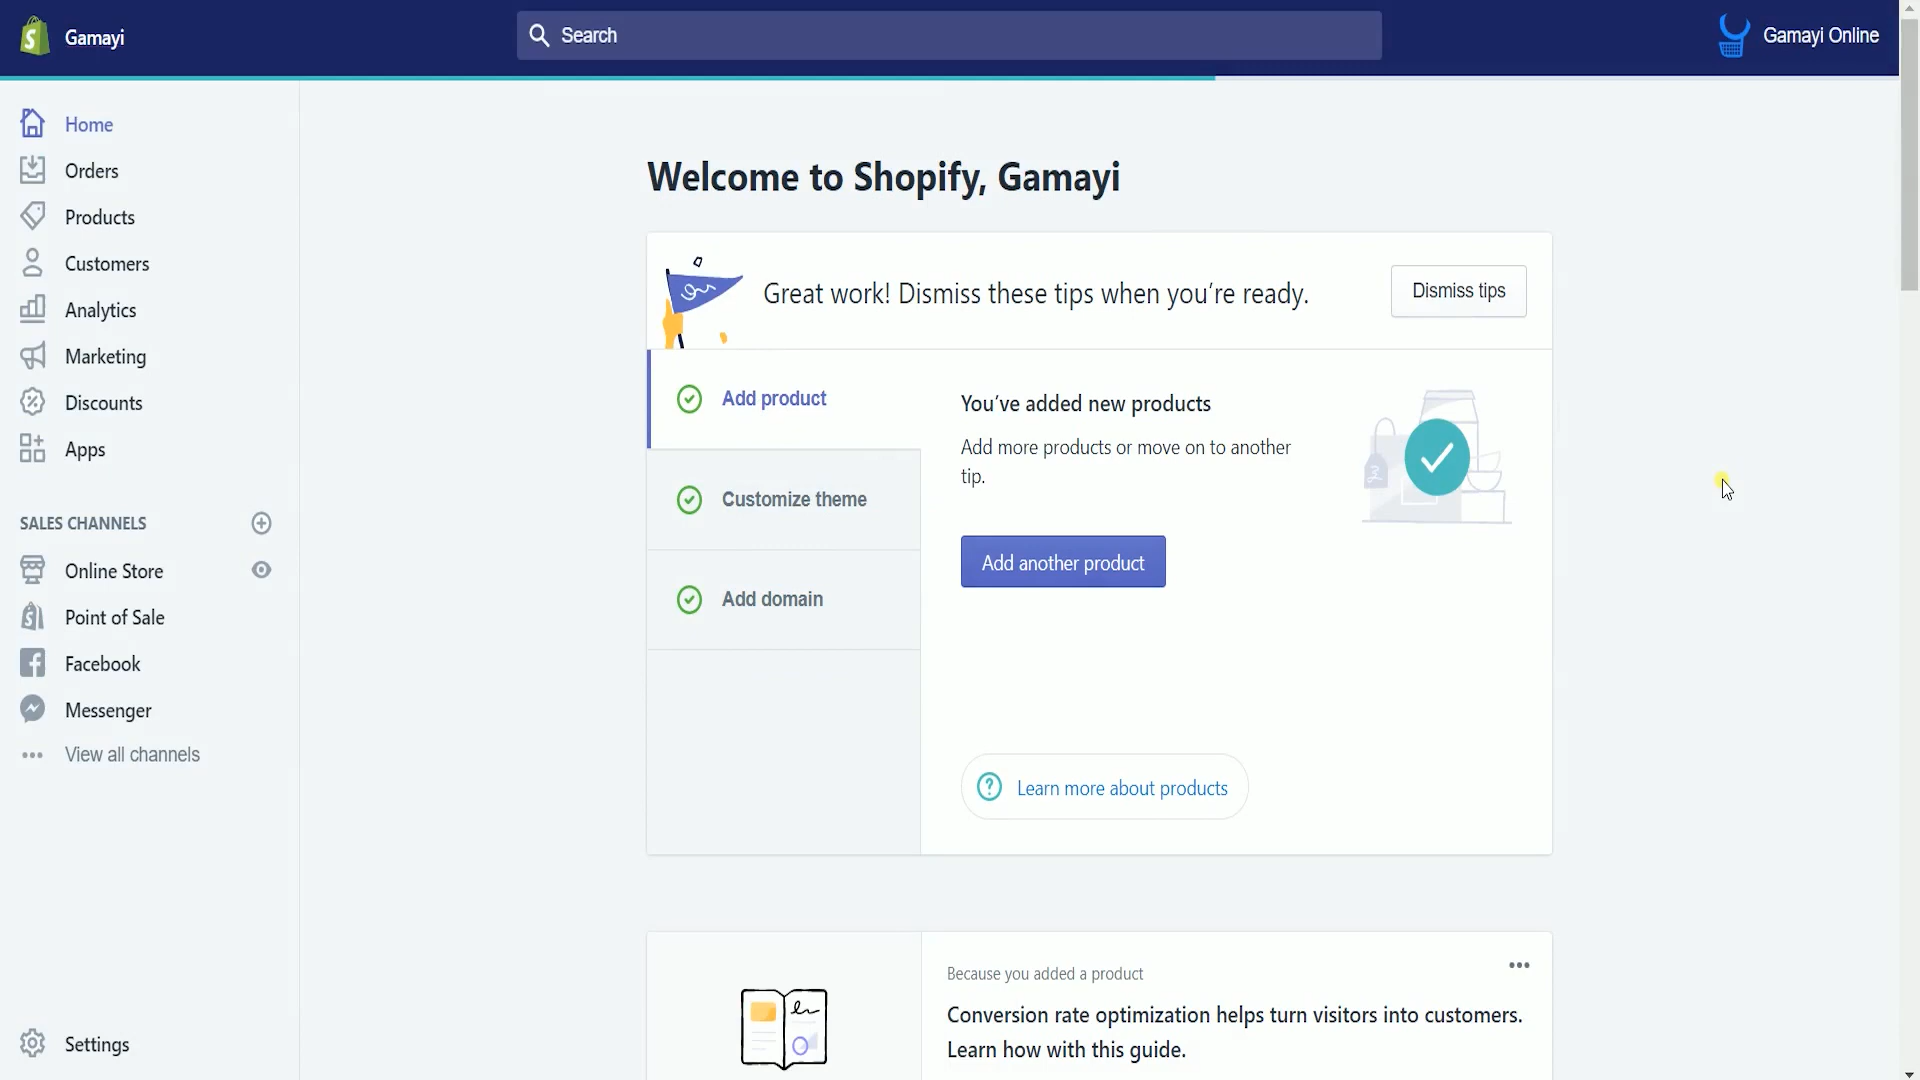 Gamayi
Search
Gamayi Online
Home
Orders
Products
Customers
Analytics
Marketing
Discounts
Apps
SALES CHANNELS
Online Store
Point of Sale
Facebook
Messenger
View all channels
Settings
Welcome to Shopify, Gamayi
Great work! Dismiss these tips when you’re ready.
Dismiss tips
Add product
Customize theme
Add domain
You’ve added new products
Add more products or move on to another
tip.
Add another product
Learn more about products
Because you added a product
Conversion rate optimization helps turn visitors into customers.
Learn how with this guide.